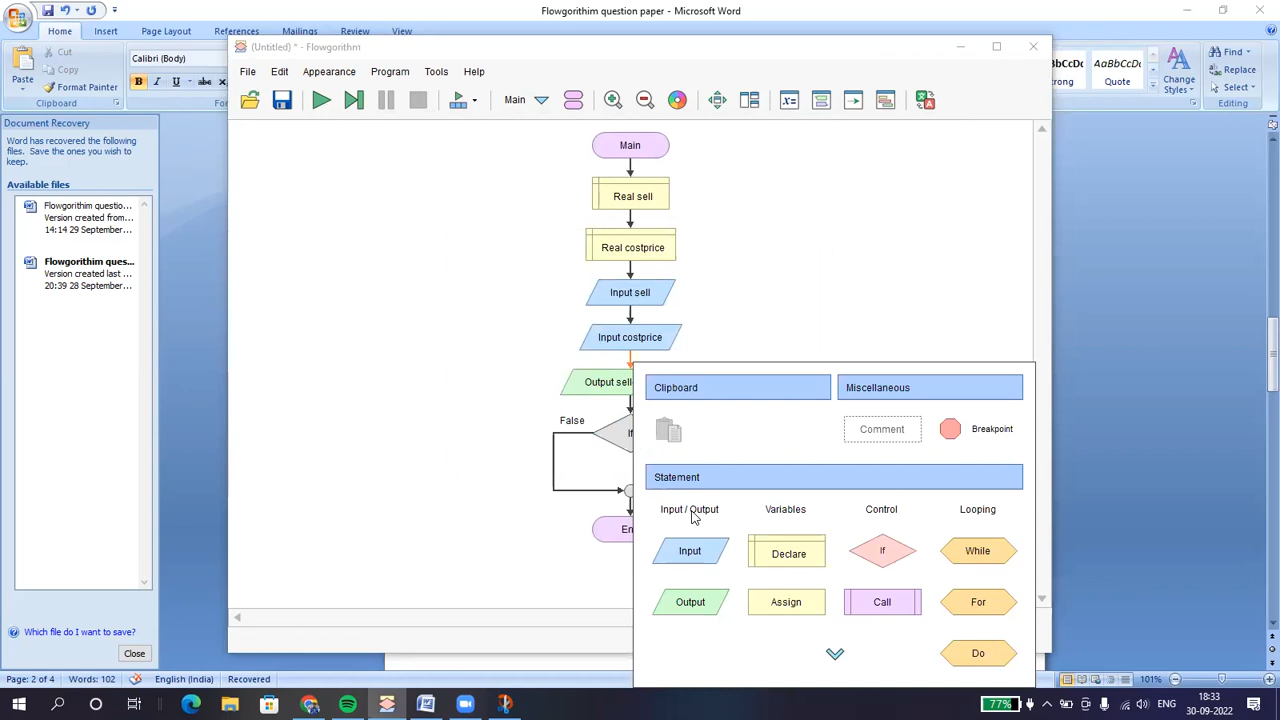 Flowgorithim question paper - Microsoft Word
Home
Insert
Page Layout
References
Mailings
Review
View
Cut
Copy
Format Painter
Paste
Clipboard
Calibri (Body)
B I U abc
AaBbCcDc
Quote
Change
Styles
Find
Replace
Select
Editing
(Untitled) * - Flowgorithm
File Edit Appearance Program Tools Help
Main
Document Recovery
Word has recovered the following
files. Save the ones you wish to
keep.
Available files
Flowgorithim questio...
Version created from...
14:14 29 September...
Flowgorithim ques...
Version created last ...
20:39 28 September...
Which file do I want to save?
Close
Main
Real sell
Real costprice
Input sell
Input costprice
Output sell
False
If
En
Clipboard
Miscellaneous
Comment
Breakpoint
Statement
Input / Output
Variables
Control
Looping
Input
Declare
If
While
Output
Assign
Call
For
Do
Page: 2 of 4
Words: 102
English (India)
Recovered
101%
77%
ENG
18:33
30-09-2022